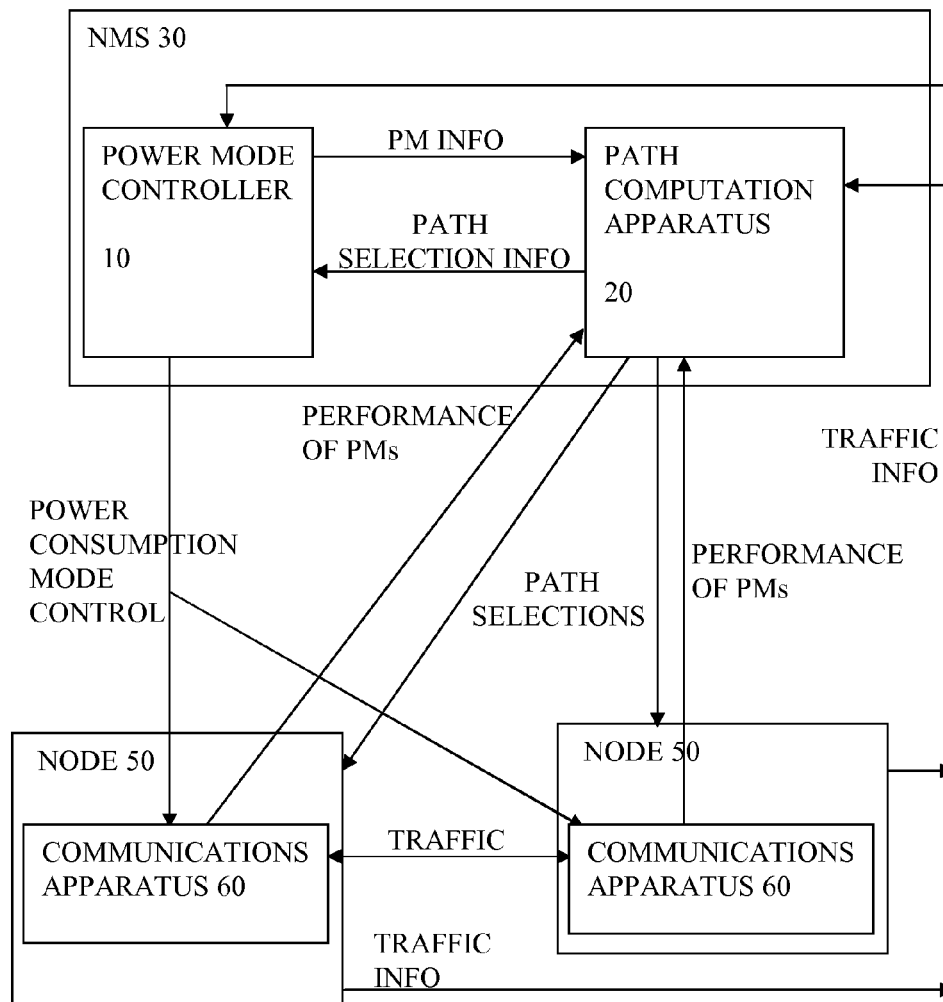 NMS 30
POWER MODE
CONTROLLER
10
PM INFO
PATH
SELECTION INFO
PATH
COMPUTATION
APPARATUS
20
PERFORMANCE
OF PMs
TRAFFIC
INFO
POWER
CONSUMPTION
MODE
CONTROL
PATH
SELECTIONS
PERFORMANCE
OF PMs
NODE 50
COMMUNICATIONS
APPARATUS 60
TRAFFIC
NODE 50
COMMUNICATIONS
APPARATUS 60
TRAFFIC
INFO